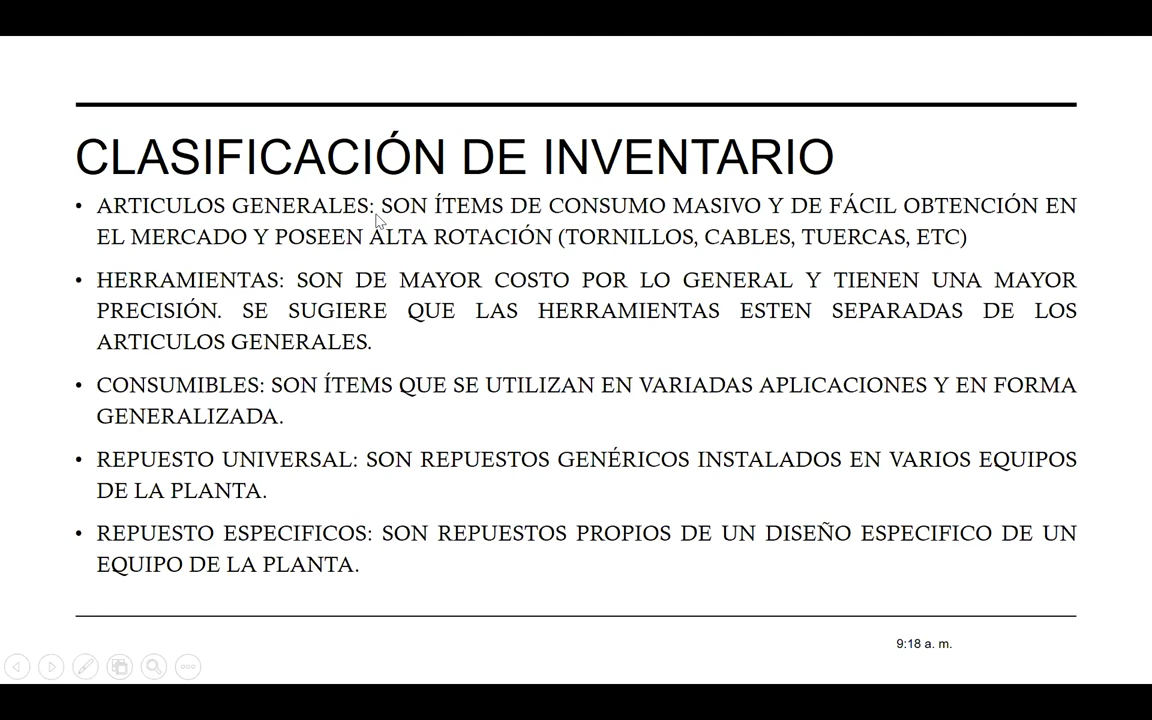 CLASIFICACIÓN DE INVENTARIO
• ARTICULOS GENERALES: SON ÍTEMS DE CONSUMO MASIVO Y DE FÁCIL OBTENCIÓN EN
EL MERCADO Y POSEEN ALTA ROTACIÓN (TORNILLOS, CABLES, TUERCAS, ETC)
• HERRAMIENTAS: SON DE MAYOR COSTO POR LO GENERAL Y TIENEN UNA MAYOR
PRECISIÓN. SE SUGIERE QUE LAS HERRAMIENTAS ESTEN SEPARADAS DE LOS
ARTICULOS GENERALES.
• CONSUMIBLES: SON ÍTEMS QUE SE UTILIZAN EN VARIADAS APLICACIONES Y EN FORMA
GENERALIZADA.
• REPUESTO UNIVERSAL: SON REPUESTOS GENÉRICOS INSTALADOS EN VARIOS EQUIPOS
DE LA PLANTA.
• REPUESTO ESPECIFICOS: SON REPUESTOS PROPIOS DE UN DISEÑO ESPECIFICO DE UN
EQUIPO DE LA PLANTA.
9:18 a. m.